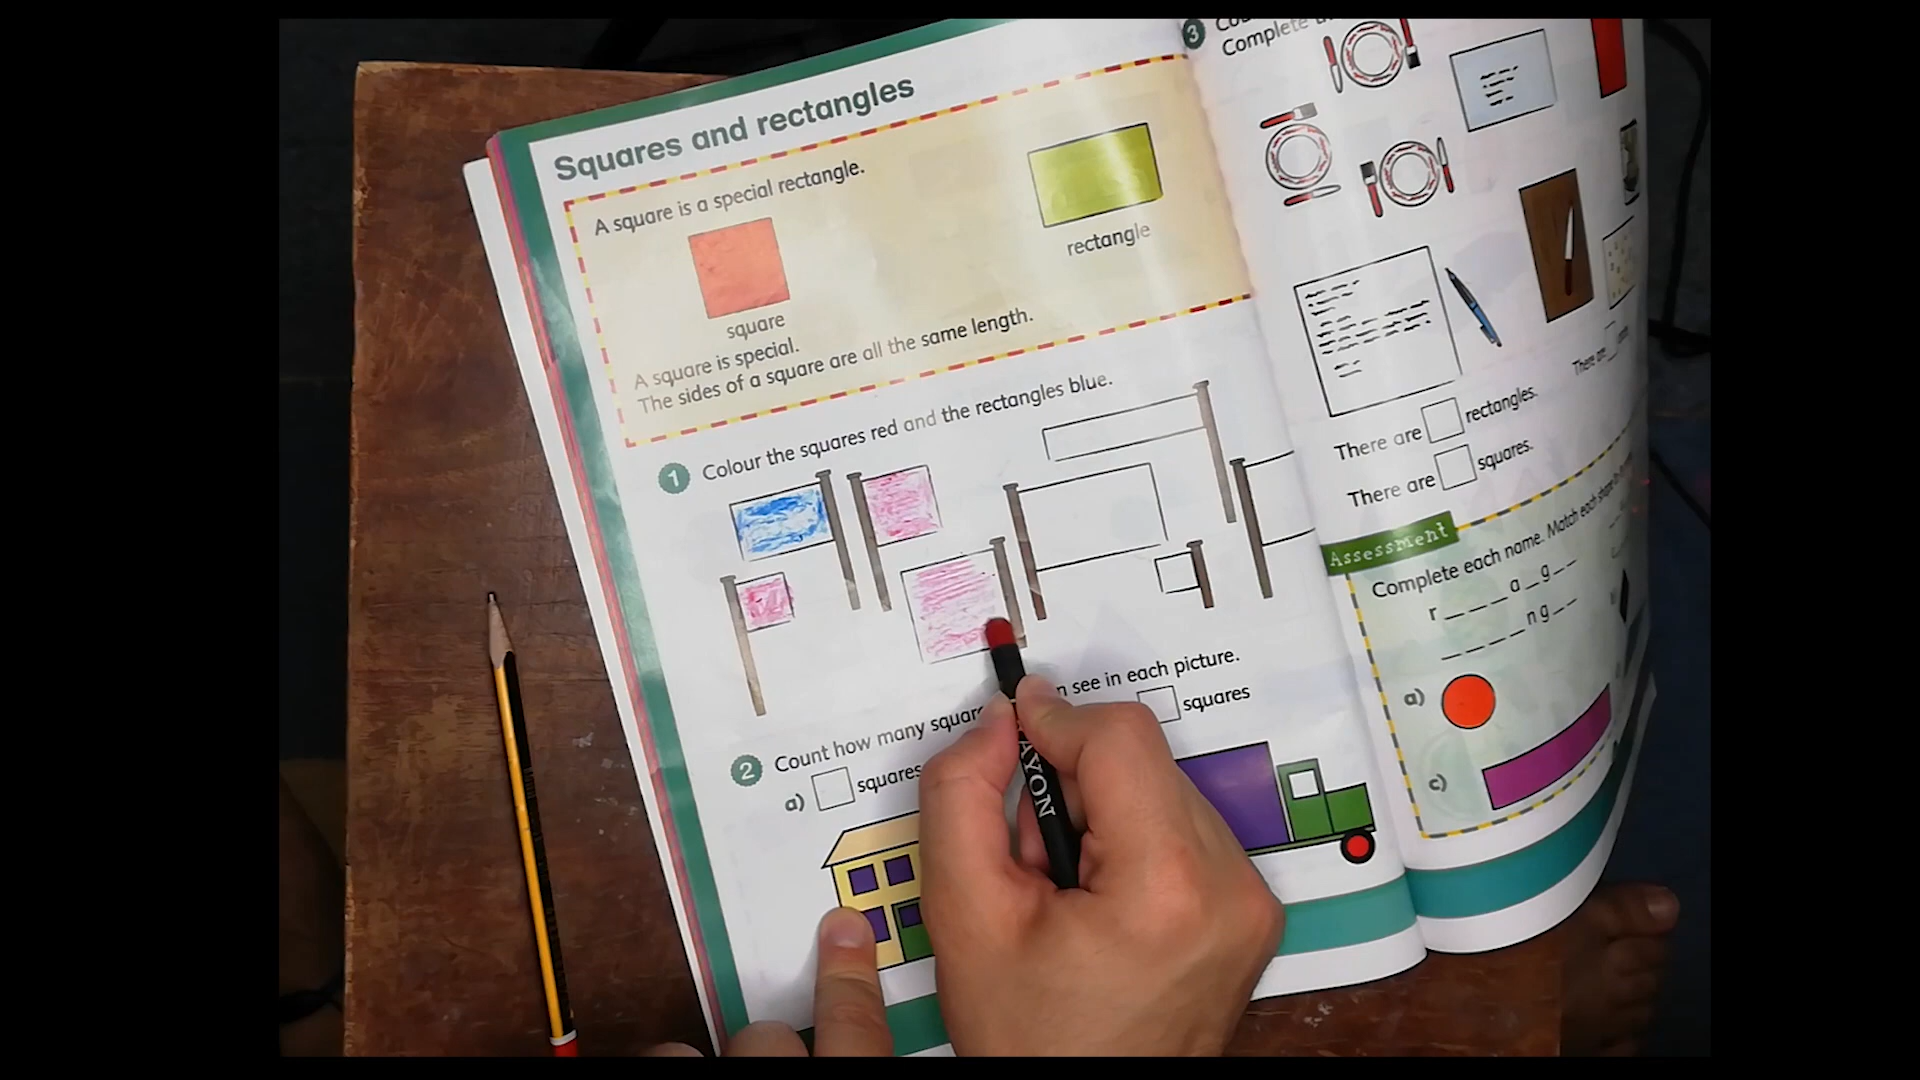 Squares and rectangles
A square is a special rectangle.
square
rectangle
A square is special.
The sides of a square are all the same length.
1 Colour the squares red and the rectangles blue.
2 Count how many n see in each picture.
a) squares
squares
AYON
3
Complete
There are
There are rectangles.
There are squares.
Assessment
Complete each name. Match each shape
r _ _ _ a _ g _ _
_ _ _ _ n g _ _
a)
c)